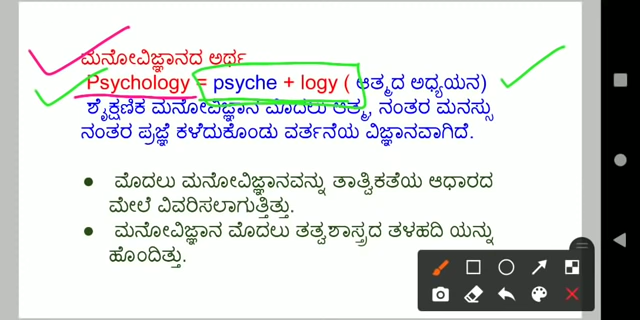 ಮನೋವಿಜ್ಞಾನದ ಅರ್ಥ
Psychology = psyche + logy ( ಆತ್ಮದ ಅಧ್ಯಯನ)
ಶೈಕ್ಷಣಿಕ ಮನೋವಿಜ್ಞಾನ ಮೊದಲು ಆತ್ಮ, ನಂತರ ಮನಸ್ಸು
ನಂತರ ಪ್ರಜ್ಞೆ ಕಳೆದುಕೊಂಡು ವರ್ತನೆಯ ವಿಜ್ಞಾನವಾಗಿದೆ.
● ಮೊದಲು ಮನೋವಿಜ್ಞಾನವನ್ನು ತಾತ್ವಿಕತೆಯ ಆಧಾರದ
ಮೇಲೆ ವಿವರಿಸಲಾಗುತ್ತಿತ್ತು.
● ಮನೋವಿಜ್ಞಾನ ಮೊದಲು ತತ್ವಶಾಸ್ತ್ರದ ತಳಹದಿ ಯನ್ನು
ಹೊಂದಿತ್ತು.